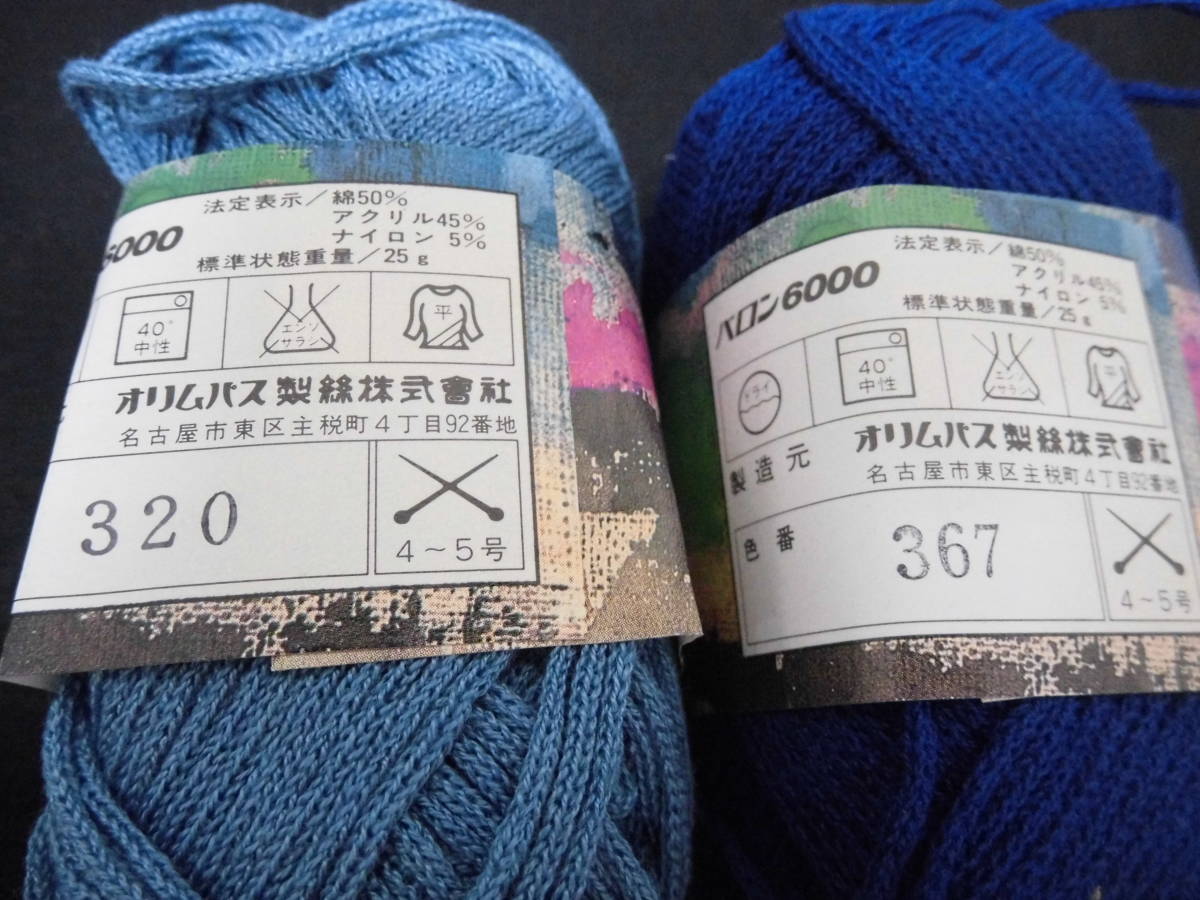 法定表示/綿50%
アクリル45%
ナイロン 5%
6000
標準状態重量/25g
40°
中性
エンソ
サラシ
平
オリムパス製絲株式會社
名古屋市東区主税町4丁目92番地
320
4~5号
法定表示/綿50%
アクリル45%
ナイロン 5%
ベロン6000
標準状態重量/25g
ドライ
40°
中性
エンソ
サラシ
平
製造元 オリムパス製絲株式會社
名古屋市東区主税町4丁目92番地
色番 367
4~5号